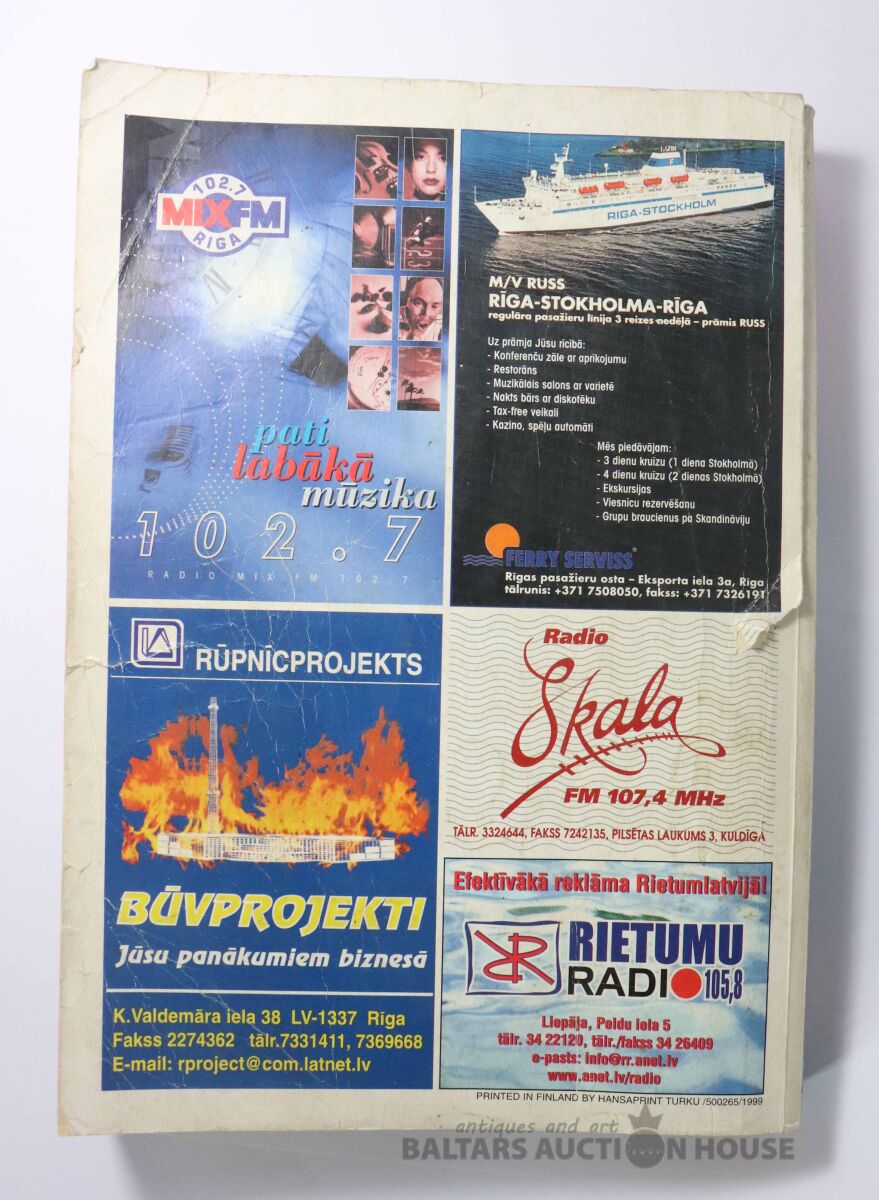 102.7
MIXFM
RIGA
pati
labākā
mūzika
102.7
RADIO MIX FM 102.7
RIGA-STOCKHOLM
M/V RUSS
RĪGA-STOKHOLMA-RĪGA
regulāra pasažieru līnija 3 reizes nedēļā – prāmis RUSS
Uz prāmja Jūsu rīcībā:
- Konferenču zāle ar aprīkojumu
- Restorāns
- Muzikālais salons ar varietē
- Nakts bārs ar diskotēku
- Tax-free veikali
- Kazino, spēļu automāti
Mēs piedāvājam:
- 3 dienu kruizu (1 diena Stokholmā)
- 4 dienu kruizu (2 dienas Stokholmā)
- Ekskursijas
- Viesnicu rezervēšanu
- Grupu braucienus pa Skandināviju
FERRY SERVISS
Rīgas pasažieru osta – Eksporta iela 3a, Rīga
tālrunis: +371 7508050, fakss: +371 7326191
RŪPNĪCPROJEKTS
BŪVPROJEKTI
Jūsu panākumiem biznesā
K.Valdemāra iela 38 LV-1337 Rīga
Fakss 2274362 tālr.7331411, 7369668
E-mail: rproject@com.latnet.lv
Radio
Skala
FM 107,4 MHz
TĀLR. 3324644, FAKSS 7242135, PILSĒTAS LAUKUMS 3, KULDĪGA
Efektīvākā reklāma Rietumlatvijā!
RIETUMU
RADIO 105,8
Liepāja, Peldu iela 5
tālr. 34 22120, tālr./fakss 34 26409
e-pasts: info@rr.anet.lv
www.anet.lv/radio
PRINTED IN FINLAND BY HANSAPRINT TURKU /500265/1999
antiques and art
BALTARS AUCTION HOUSE